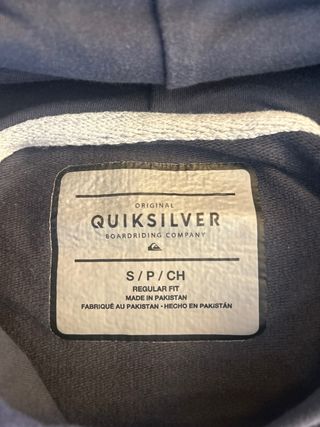 ORIGINAL
QUIKSILVER
BOARDRIDING COMPANY
S / P / CH
REGULAR FIT
MADE IN PAKISTAN
FABRIQUÉ AU PAKISTAN • HECHO EN PAKISTÁN